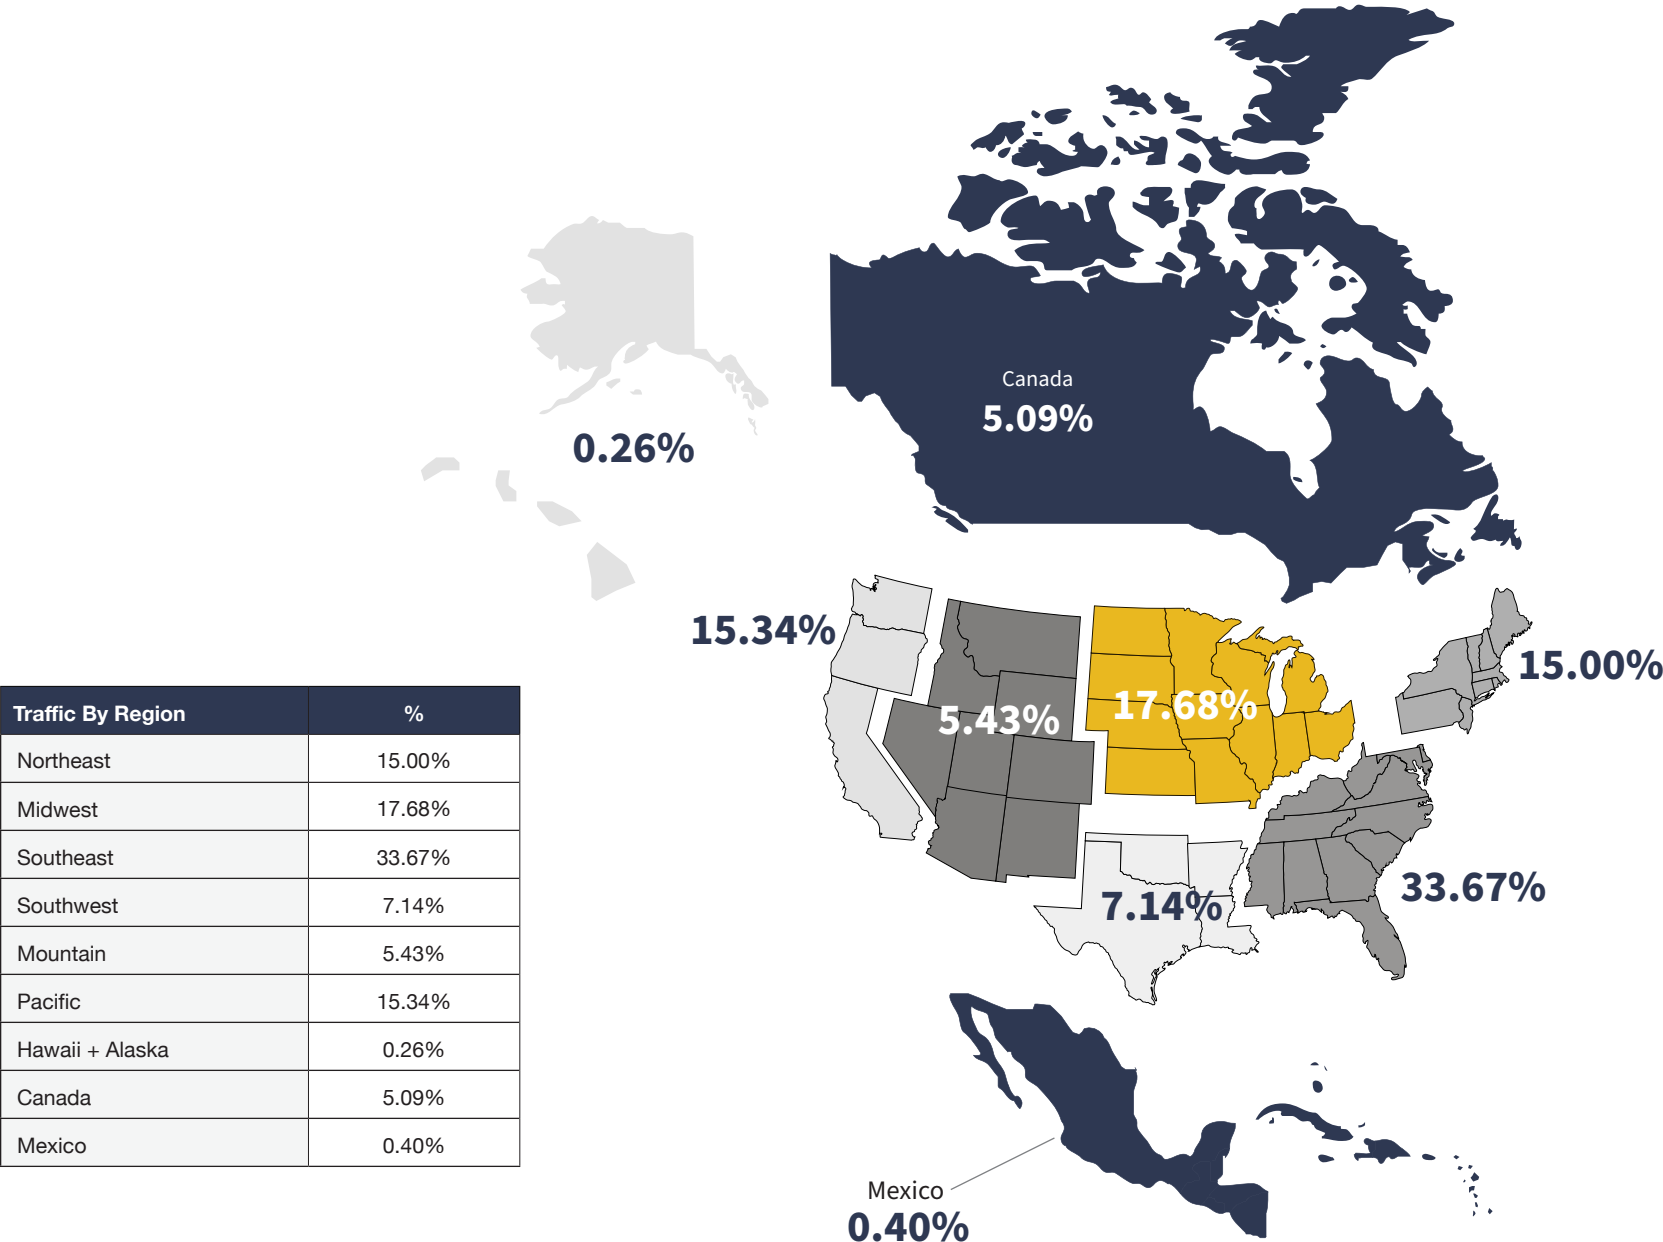 Canada
5.09%
0.26%
15.34%
15.00%
5.43%
17.68%
7.14%
33.67%
Mexico
0.40%
Traffic By Region %
Northeast 15.00%
Midwest 17.68%
Southeast 33.67%
Southwest 7.14%
Mountain 5.43%
Pacific 15.34%
Hawaii + Alaska 0.26%
Canada 5.09%
Mexico 0.40%